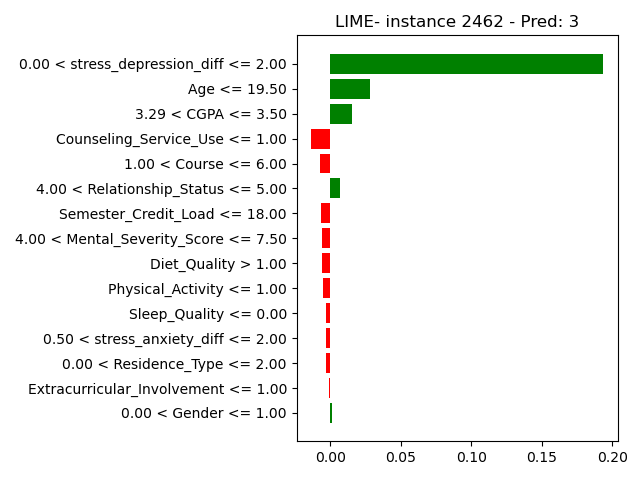 LIME- instance 2462 - Pred: 3
0.00 < stress_depression_diff <= 2.00
Age <= 19.50
3.29 < CGPA <= 3.50
Counseling_Service_Use <= 1.00
1.00 < Course <= 6.00
4.00 < Relationship_Status <= 5.00
Semester_Credit_Load <= 18.00
4.00 < Mental_Severity_Score <= 7.50
Diet_Quality > 1.00
Physical_Activity <= 1.00
Sleep_Quality <= 0.00
0.50 < stress_anxiety_diff <= 2.00
0.00 < Residence_Type <= 2.00
Extracurricular_Involvement <= 1.00
0.00 < Gender <= 1.00
0.00 0.05 0.10 0.15 0.20